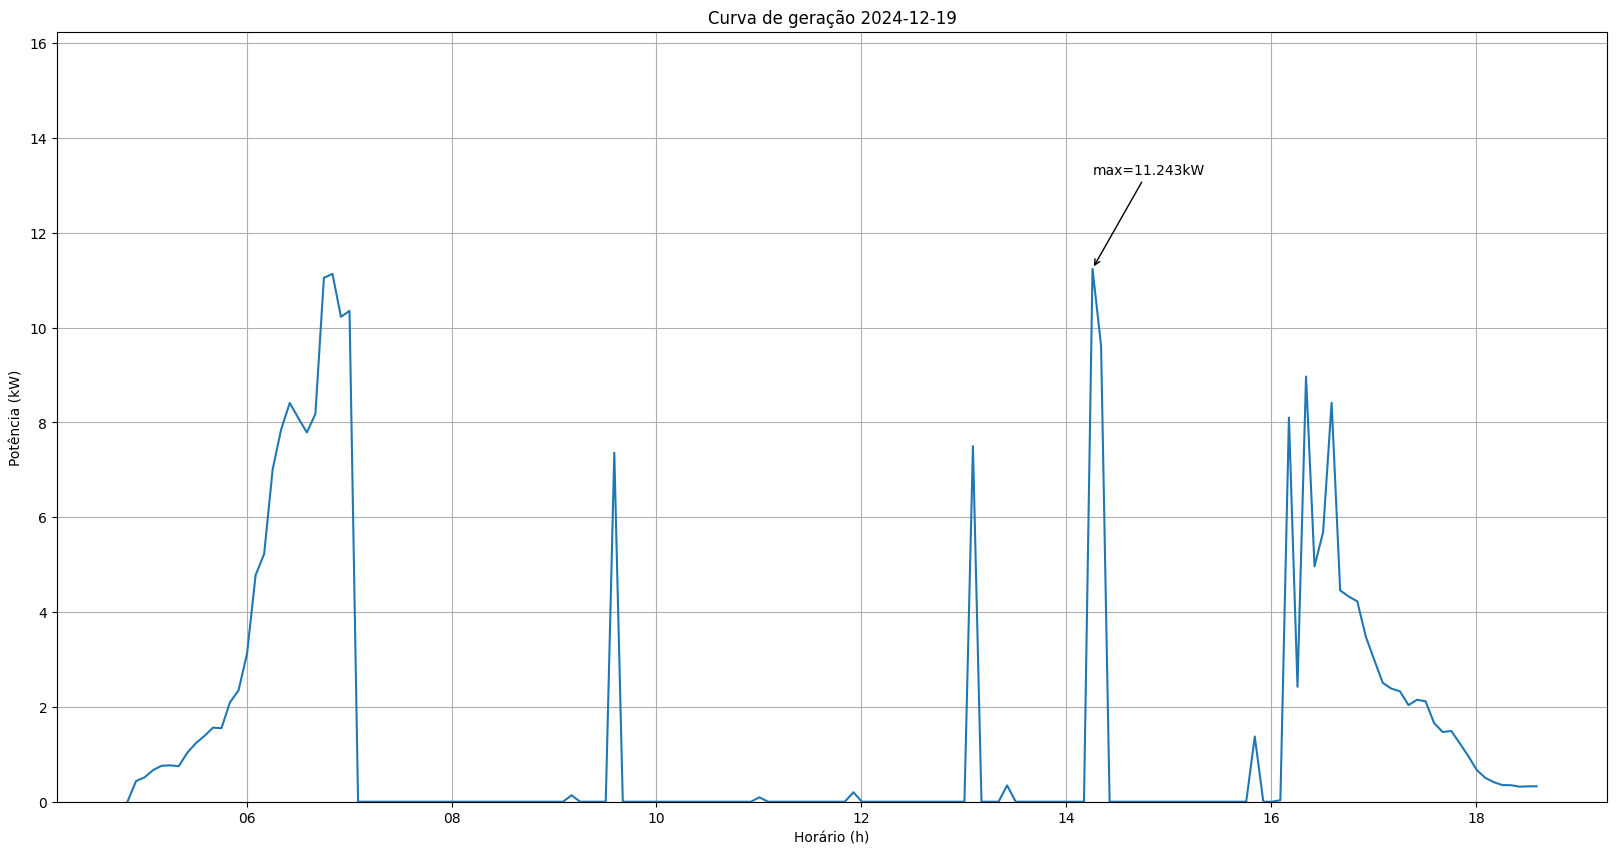 Curva de geração 2024-12-19
16
14
max=11.243kW
12
10
8
6
4
2
0
Potência (kW)
06 08 10 12 14 16 18
Horário (h)